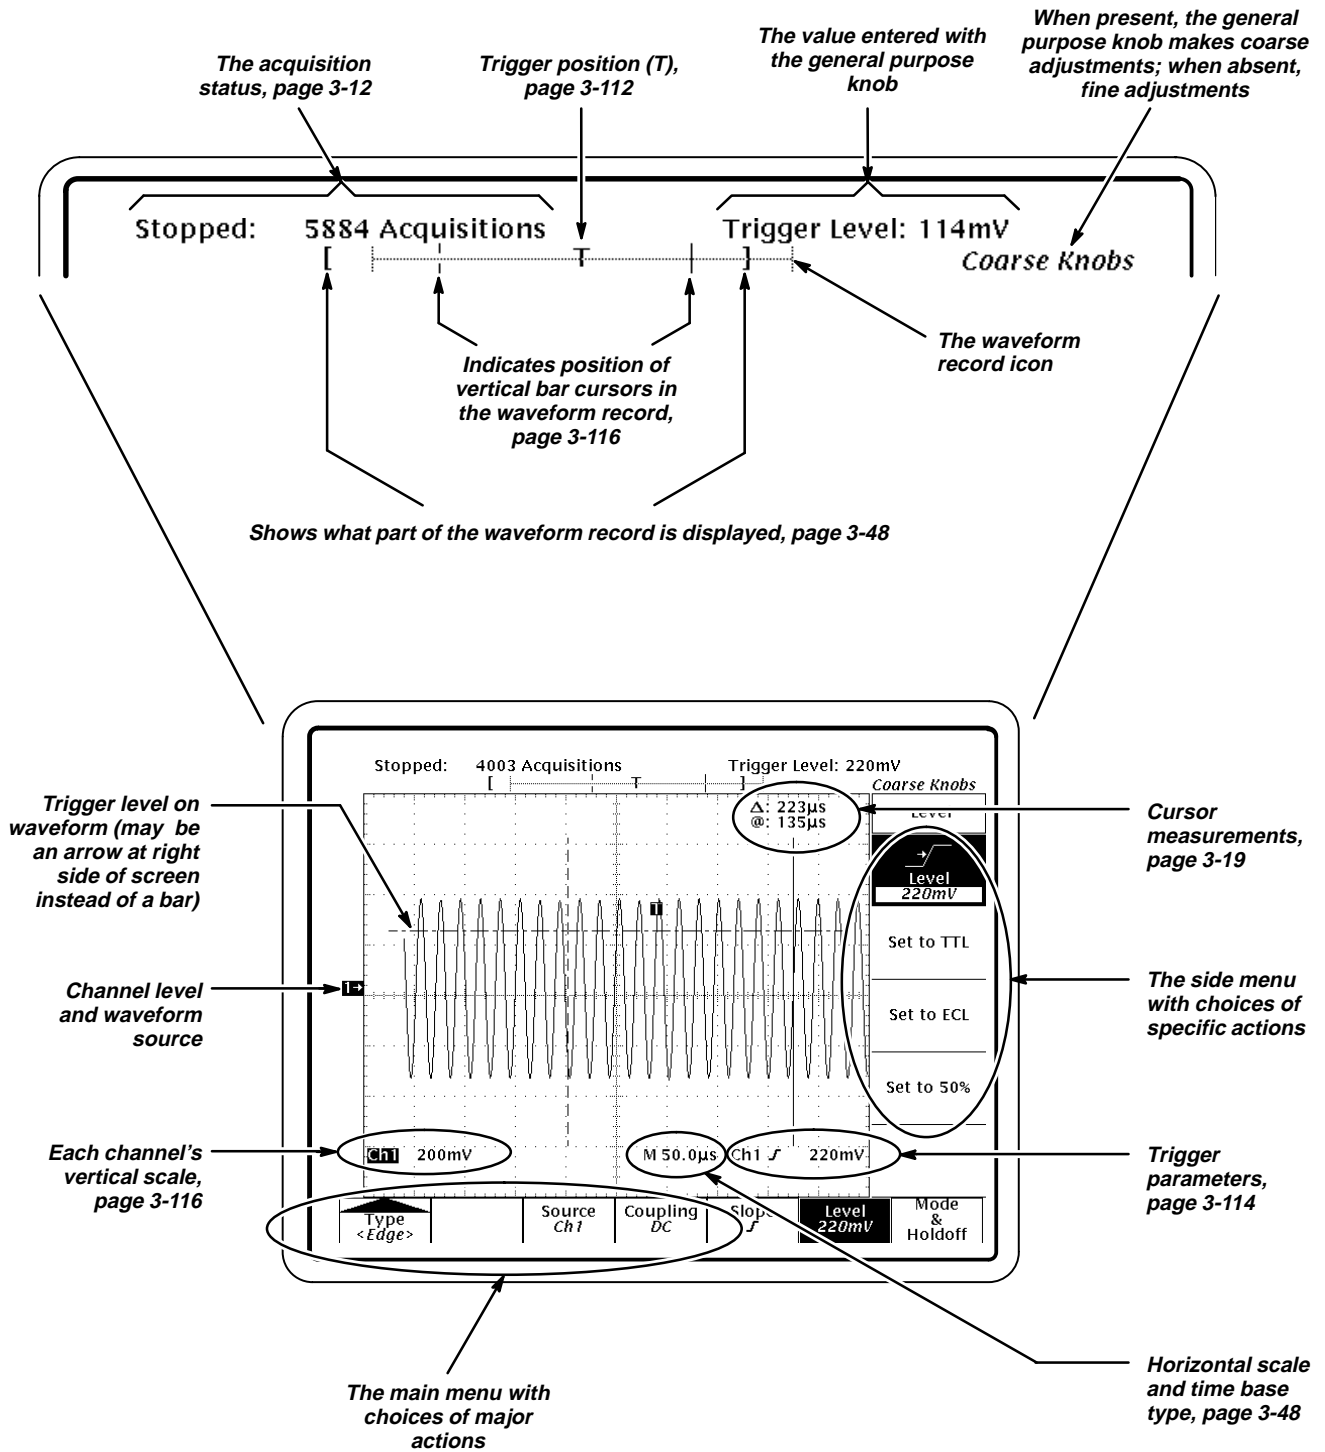 When present, the general
purpose knob makes coarse
adjustments; when absent,
fine adjustments
The value entered with
the general purpose
knob
The acquisition
status, page 3-12
Trigger position (T),
page 3-112
Stopped: 5884 Acquisitions Trigger Level: 114mV
[ T ]
Coarse Knobs
The waveform
record icon
Indicates position of
vertical bar cursors in
the waveform record,
page 3-116
Shows what part of the waveform record is displayed, page 3-48
Stopped: 4003 Acquisitions Trigger Level: 220mV
[ T ]
Coarse Knobs
Δ: 223µs
@: 135µs
Level
Level
220mV
Set to TTL
Set to ECL
Set to 50%
T
1→
Ch1 200mV M 50.0µs Ch1 220mV
Type
<Edge>
Source
Ch1
Coupling
DC
Slope
Level
220mV
Mode
&
Holdoff
Trigger level on
waveform (may be
an arrow at right
side of screen
instead of a bar)
Channel level
and waveform
source
Each channel's
vertical scale,
page 3-116
Cursor
measurements,
page 3-19
The side menu
with choices of
specific actions
Trigger
parameters,
page 3-114
Horizontal scale
and time base
type, page 3-48
The main menu with
choices of major
actions